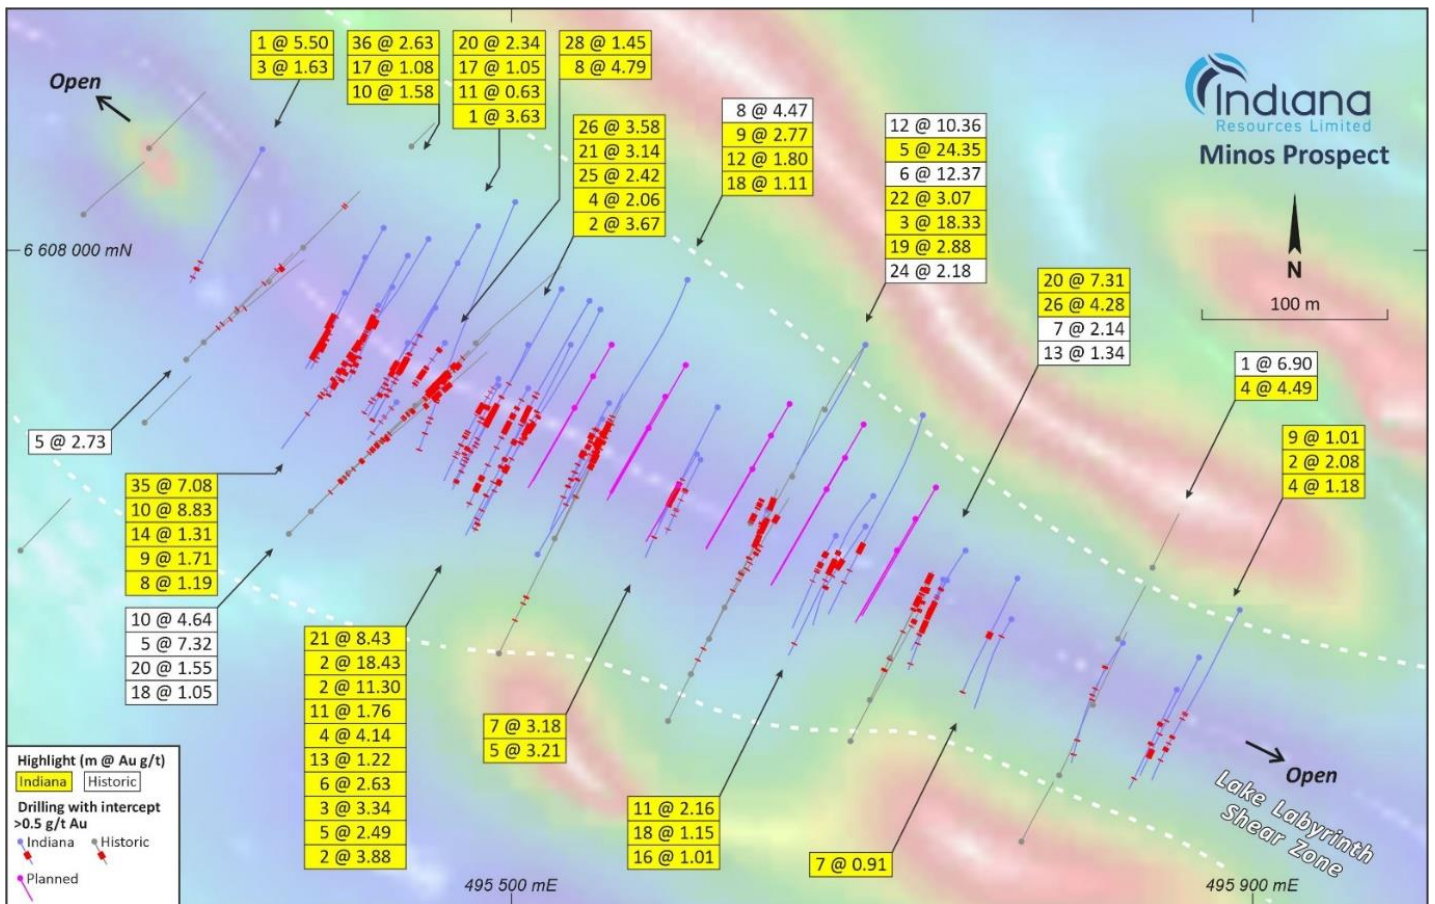 1 @ 5.50
3 @ 1.63
36 @ 2.63
17 @ 1.08
10 @ 1.58
20 @ 2.34
17 @ 1.05
11 @ 0.63
1 @ 3.63
28 @ 1.45
8 @ 4.79
Open
26 @ 3.58
21 @ 3.14
25 @ 2.42
4 @ 2.06
2 @ 3.67
8 @ 4.47
9 @ 2.77
12 @ 1.80
18 @ 1.11
12 @ 10.36
5 @ 24.35
6 @ 12.37
22 @ 3.07
3 @ 18.33
19 @ 2.88
24 @ 2.18
Indiana
Resources Limited
Minos Prospect
N
100 m
6 608 000 mN
20 @ 7.31
26 @ 4.28
7 @ 2.14
13 @ 1.34
1 @ 6.90
4 @ 4.49
9 @ 1.01
2 @ 2.08
4 @ 1.18
5 @ 2.73
35 @ 7.08
10 @ 8.83
14 @ 1.31
9 @ 1.71
8 @ 1.19
10 @ 4.64
5 @ 7.32
20 @ 1.55
18 @ 1.05
21 @ 8.43
2 @ 18.43
2 @ 11.30
11 @ 1.76
4 @ 4.14
13 @ 1.22
6 @ 2.63
3 @ 3.34
5 @ 2.49
2 @ 3.88
7 @ 3.18
5 @ 3.21
11 @ 2.16
18 @ 1.15
16 @ 1.01
7 @ 0.91
Open
Lake Labyrinth
Shear Zone
Highlight (m @ Au g/t)
Indiana Historic
Drilling with intercept
>0.5 g/t Au
Indiana Historic
Planned
495 500 mE
495 900 mE